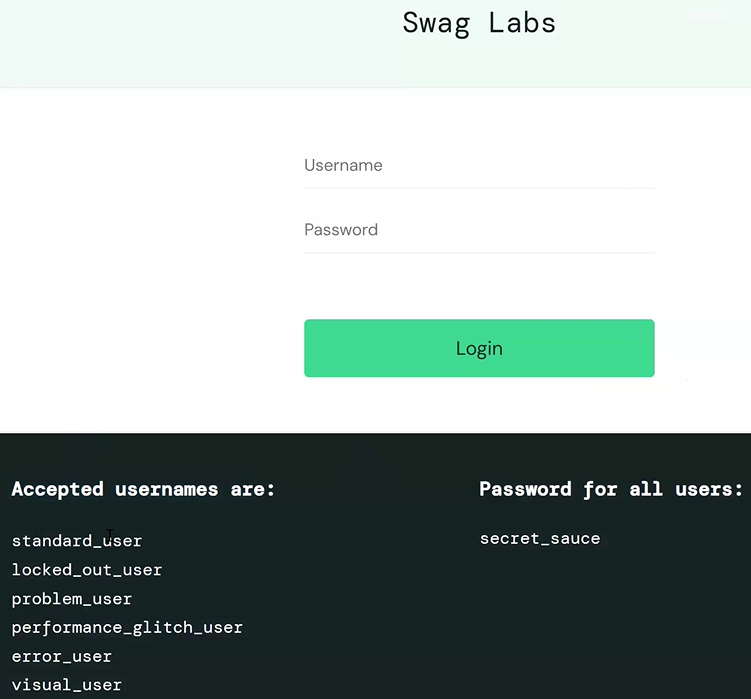 Swag Labs
Username
Password
Login
Accepted usernames are:
standard_user
locked_out_user
problem_user
performance_glitch_user
error_user
visual_user
Password for all users:
secret_sauce